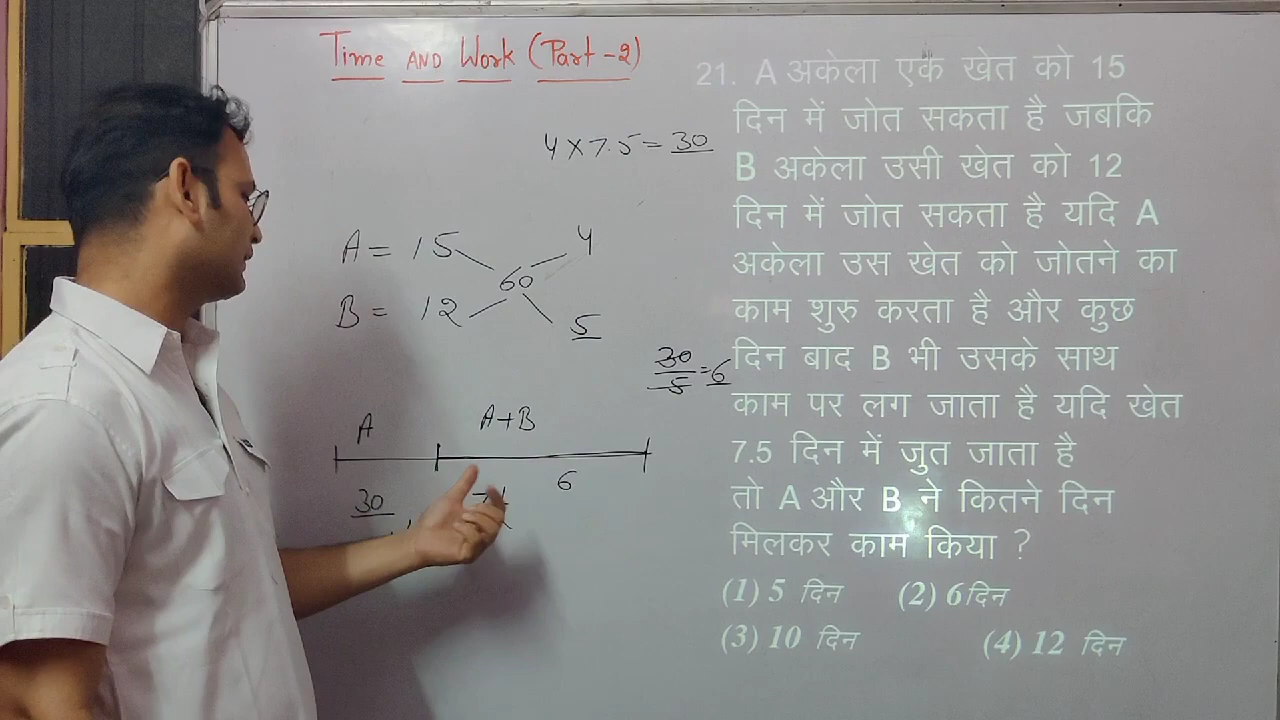 Time AND Work (Part-2)
4 × 7.5 = 30
A = 15
4
60
B = 12
5
30/5 = 6
A
A+B
6
30
21. A अकेला एक खेत को 15
दिन में जोत सकता है जबकि
B अकेला उसी खेत को 12
दिन में जोत सकता है यदि A
अकेला उस खेत को जोतने का
काम शुरु करता है और कुछ
दिन बाद B भी उसके साथ
काम पर लग जाता है यदि खेत
7.5 दिन में जुत जाता है
तो A और B ने कितने दिन
मिलकर काम किया ?
(1) 5 दिन (2) 6 दिन
(3) 10 दिन (4) 12 दिन